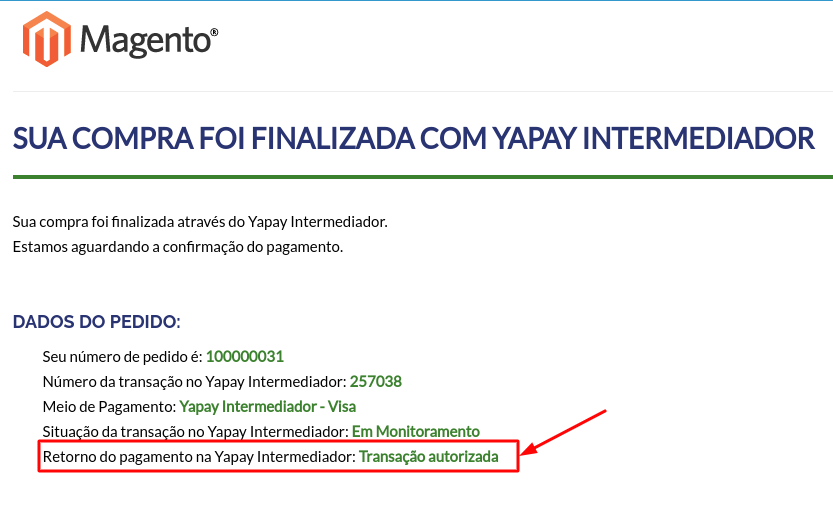 Magento®
SUA COMPRA FOI FINALIZADA COM YAPAY INTERMEDIADOR
Sua compra foi finalizada através do Yapay Intermediador.
Estamos aguardando a confirmação do pagamento.
DADOS DO PEDIDO:
Seu número de pedido é: 100000031
Número da transação no Yapay Intermediador: 257038
Meio de Pagamento: Yapay Intermediador - Visa
Situação da transação no Yapay Intermediador: Em Monitoramento
Retorno do pagamento na Yapay Intermediador: Transação autorizada